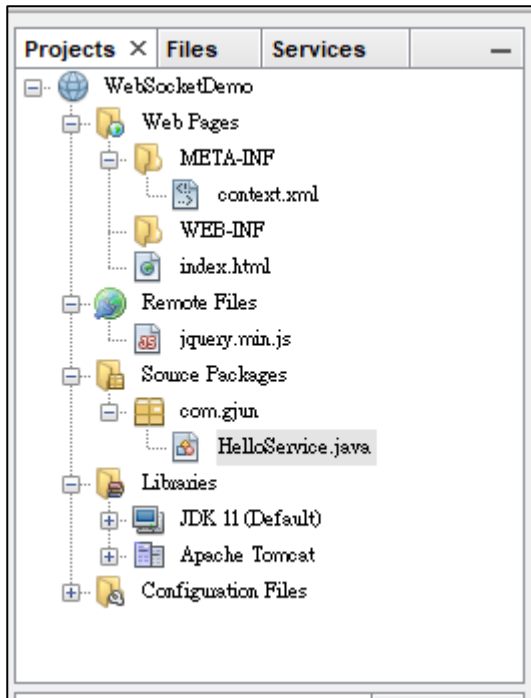 Projects Files Services
WebSocketDemo
Web Pages
META-INF
context.xml
WEB-INF
index.html
Remote Files
jquery.min.js
Source Packages
com.gjun
HelloService.java
Libraries
JDK 11 (Default)
Apache Tomcat
Configuration Files